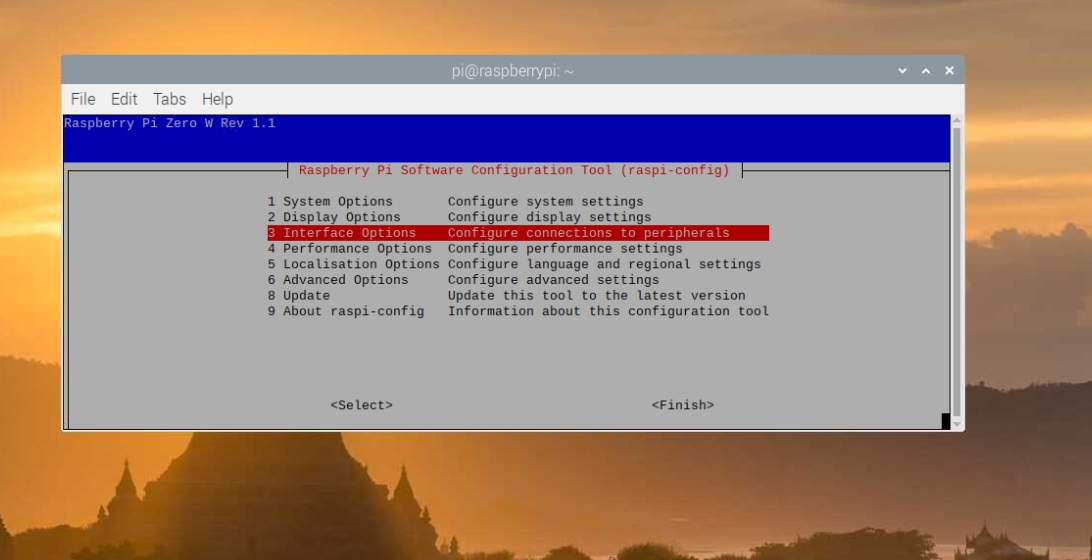 pi@raspberrypi: ~
File Edit Tabs Help
Raspberry Pi Zero W Rev 1.1
Raspberry Pi Software Configuration Tool (raspi-config)
1 System Options Configure system settings
2 Display Options Configure display settings
3 Interface Options Configure connections to peripherals
4 Performance Options Configure performance settings
5 Localisation Options Configure language and regional settings
6 Advanced Options Configure advanced settings
8 Update Update this tool to the latest version
9 About raspi-config Information about this configuration tool
<Select> <Finish>